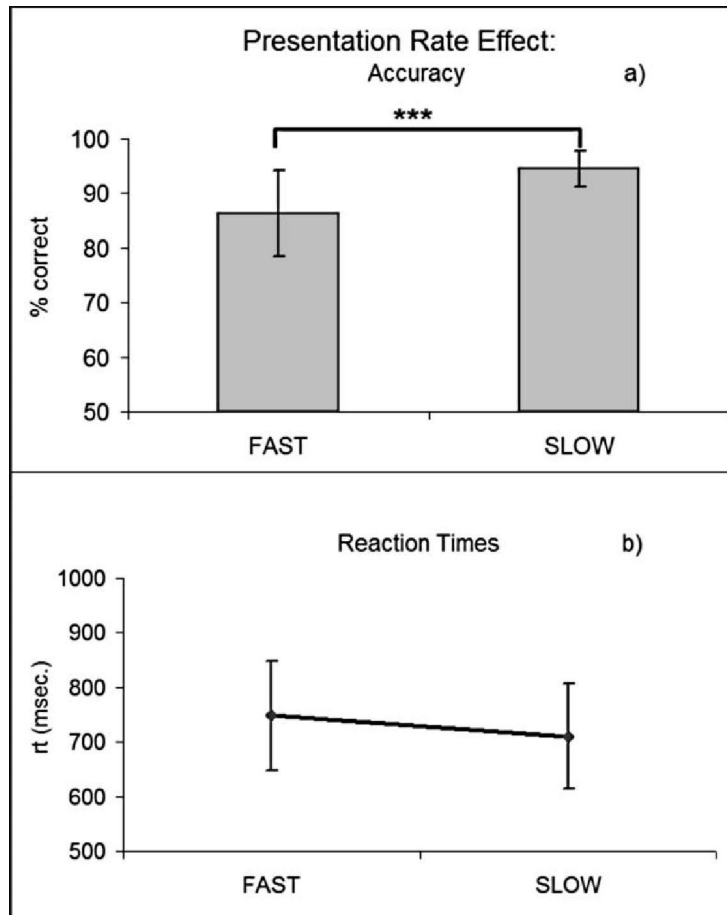 Presentation Rate Effect:
Accuracy a)
***
100
90
80
70
60
50
% correct
FAST SLOW
Reaction Times b)
1000
900
800
700
600
500
rt (msec.)
FAST SLOW